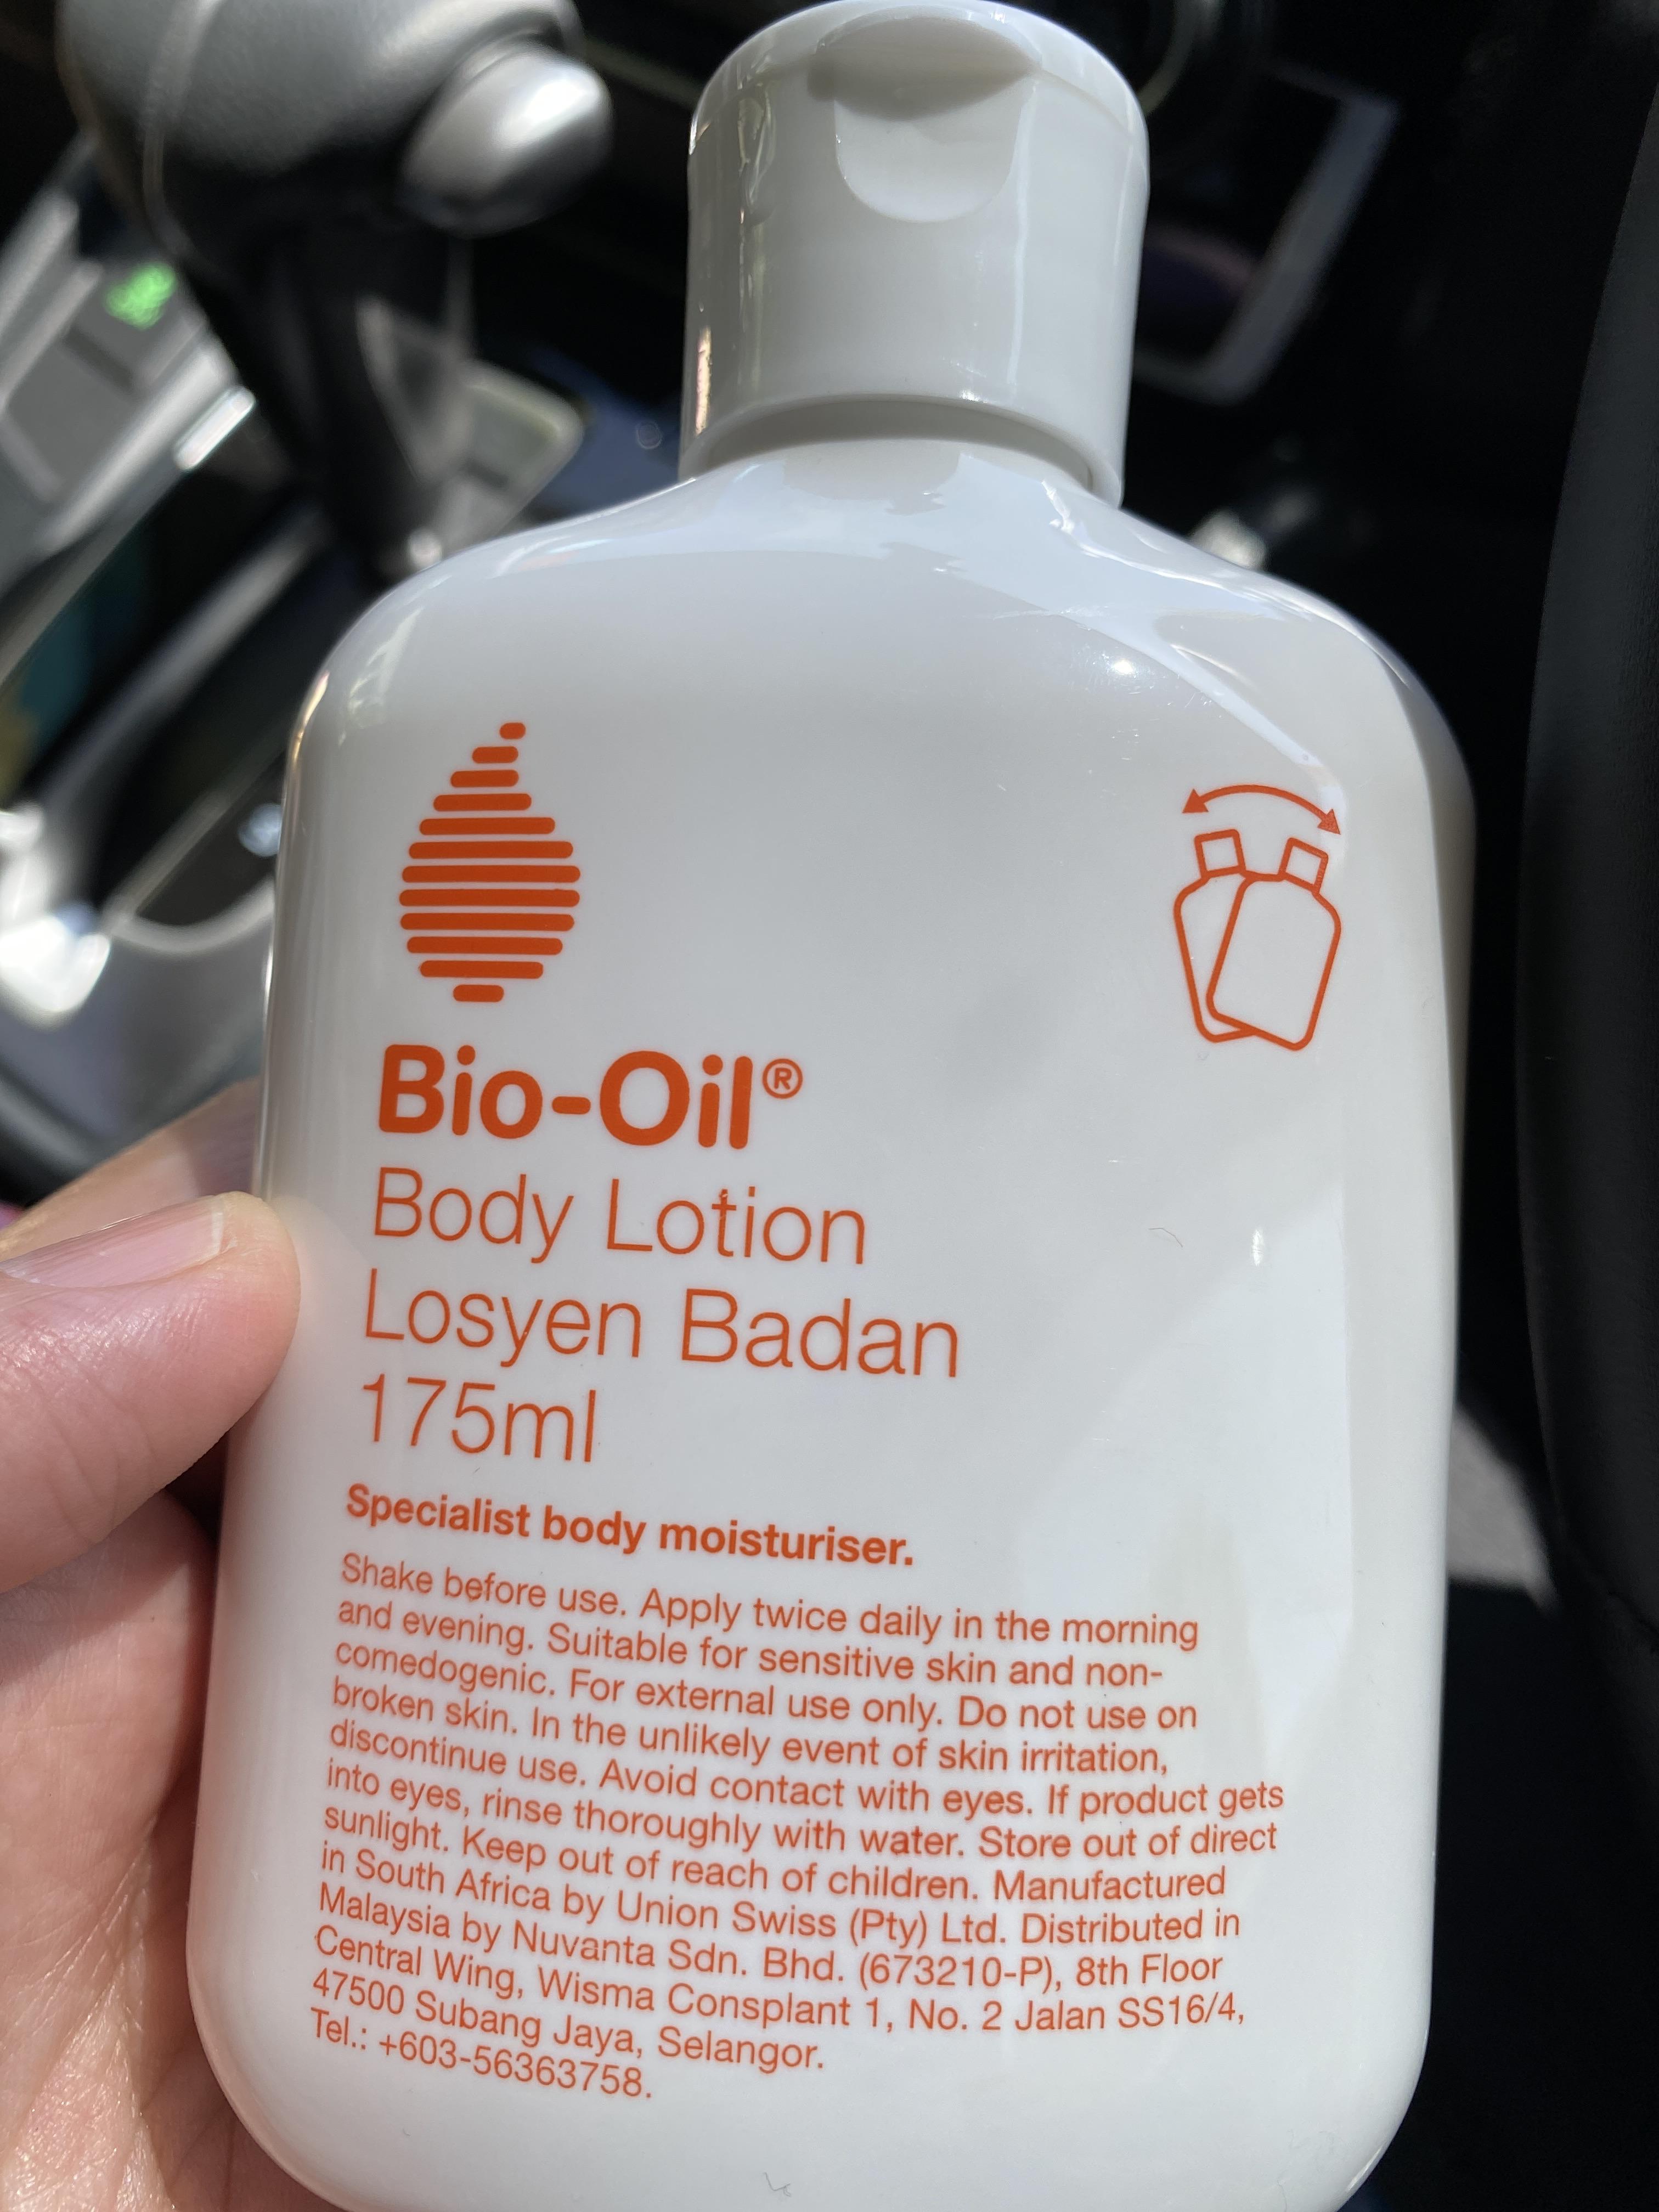 Bio-Oil®
Body Lotion
Losyen Badan
175ml
Specialist body moisturiser.
Shake before use. Apply twice daily in the morning
and evening. Suitable for sensitive skin and non-
comedogenic. For external use only. Do not use on
broken skin. In the unlikely event of skin irritation,
discontinue use. Avoid contact with eyes. If product gets
into eyes, rinse thoroughly with water. Store out of direct
sunlight. Keep out of reach of children. Manufactured
in South Africa by Union Swiss (Pty) Ltd. Distributed in
Malaysia by Nuvanta Sdn. Bhd. (673210-P), 8th Floor
Central Wing, Wisma Consplant 1, No. 2 Jalan SS16/4,
47500 Subang Jaya, Selangor.
Tel.: +603-56363758.